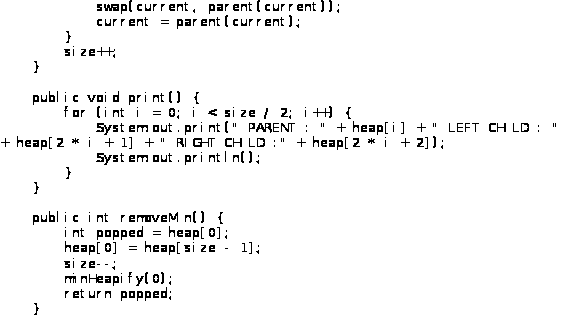 swap(current, parent(current));
current = parent(current);
}
size++;
}
public void print() {
for (int i = 0; i < size / 2; i++) {
System.out.print(" PARENT : " + heap[i] + " LEFT CHILD : "
+ heap[2 * i + 1] + " RIGHT CHILD :" + heap[2 * i + 2]);
System.out.println();
}
}
public int removeMin() {
int popped = heap[0];
heap[0] = heap[size - 1];
size--;
minHeapify(0);
return popped;
}